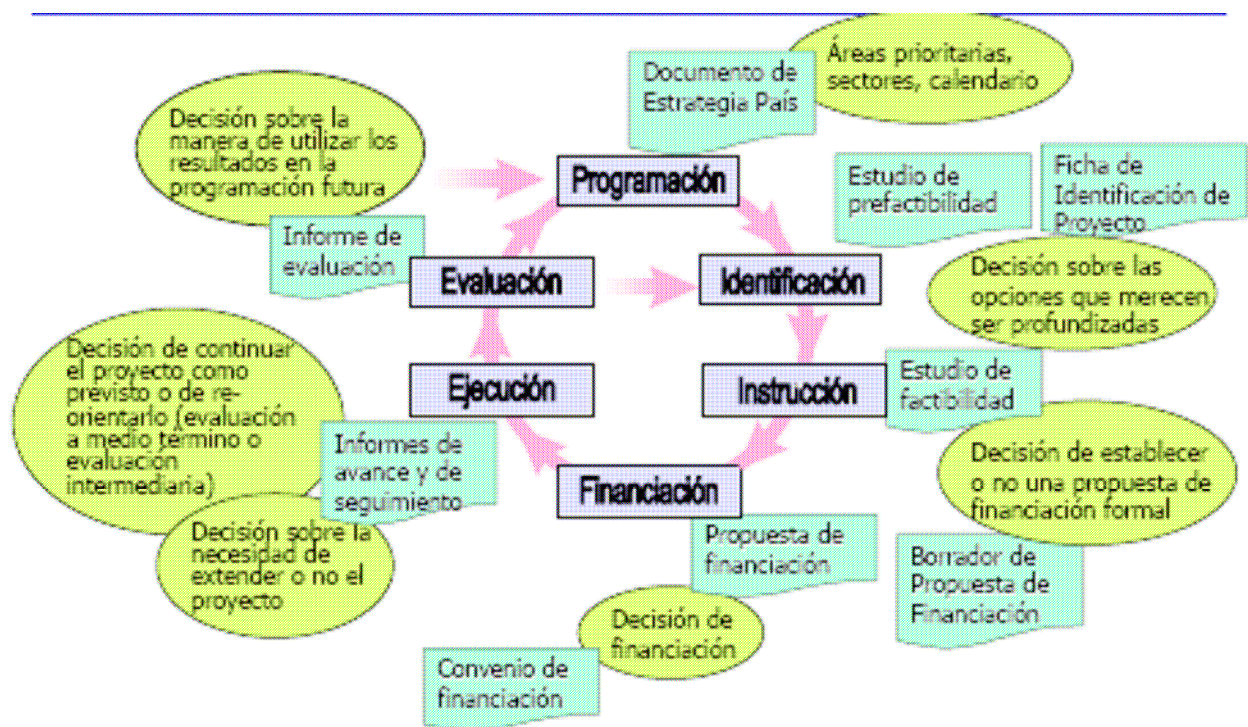 Áreas prioritarias,
sectores, calendario
Documento de
Estrategia País
Decisión sobre la
manera de utilizar los
resultados en la
programación futura
Programación
Estudio de
prefactibilidad
Ficha de
Identificación de
Proyecto
Informe de
evaluación
Evaluación
Identificación
Decisión sobre las
opciones que merecen
ser profundizadas
Decisión de continuar
el proyecto como
previsto o de re-
orientarlo (evaluación
a medio término o
evaluación
intermediaria)
Ejecución
Instrucción
Estudio de
factibilidad
Informes de
avance y de
seguimiento
Financiación
Decisión de establecer
o no una propuesta de
financiación formal
Decisión sobre la
necesidad de
extender o no el
proyecto
Propuesta de
financiación
Borrador de
Propuesta de
Financiación
Decisión de
financiación
Convenio de
financiación